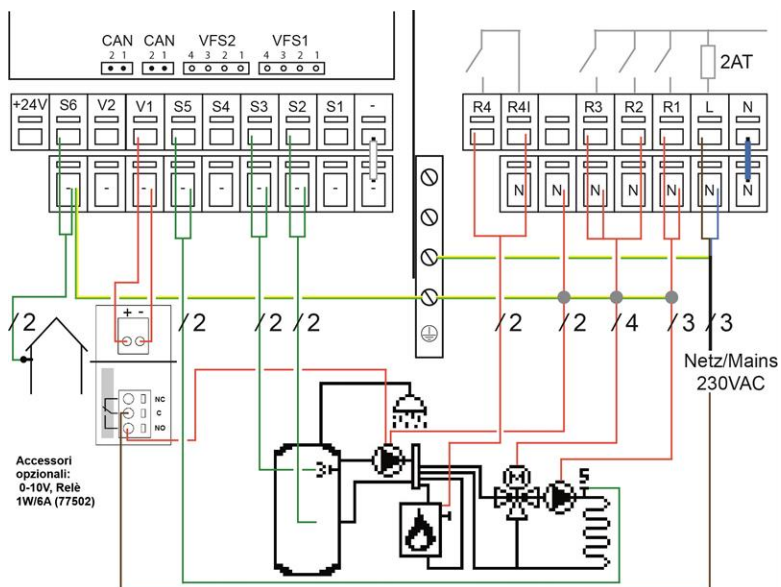 CAN CAN VFS2 VFS1
2 1 2 1 4 3 2 1 4 3 2 1
2AT
+24V S6 V2 V1 S5 S4 S3 S2 S1 -
R4 R4I R3 R2 R1 L N
- - - - - - - - -
N N N N N N N
+ -
/2 /2 /2 /2 /2 /2 /4 /3 /3
Netz/Mains
230VAC
NC
C
NO
Accessori
opzionali:
0-10V, Relè
1W/6A (77502)
M
5